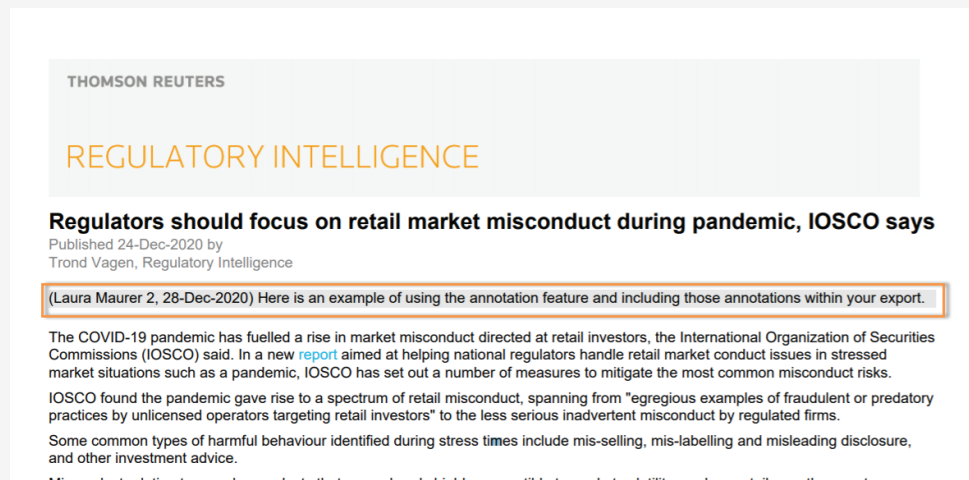 THOMSON REUTERS
REGULATORY INTELLIGENCE
Regulators should focus on retail market misconduct during pandemic, IOSCO says
Published 24-Dec-2020 by
Trond Vagen, Regulatory Intelligence
(Laura Maurer 2, 28-Dec-2020) Here is an example of using the annotation feature and including those annotations within your export.
The COVID-19 pandemic has fuelled a rise in market misconduct directed at retail investors, the International Organization of Securities
Commissions (IOSCO) said. In a new report aimed at helping national regulators handle retail market conduct issues in stressed
market situations such as a pandemic, IOSCO has set out a number of measures to mitigate the most common misconduct risks.
IOSCO found the pandemic gave rise to a spectrum of retail misconduct, spanning from "egregious examples of fraudulent or predatory
practices by unlicensed operators targeting retail investors" to the less serious inadvertent misconduct by regulated firms.
Some common types of harmful behaviour identified during stress times include mis-selling, mis-labelling and misleading disclosure,
and other investment advice.